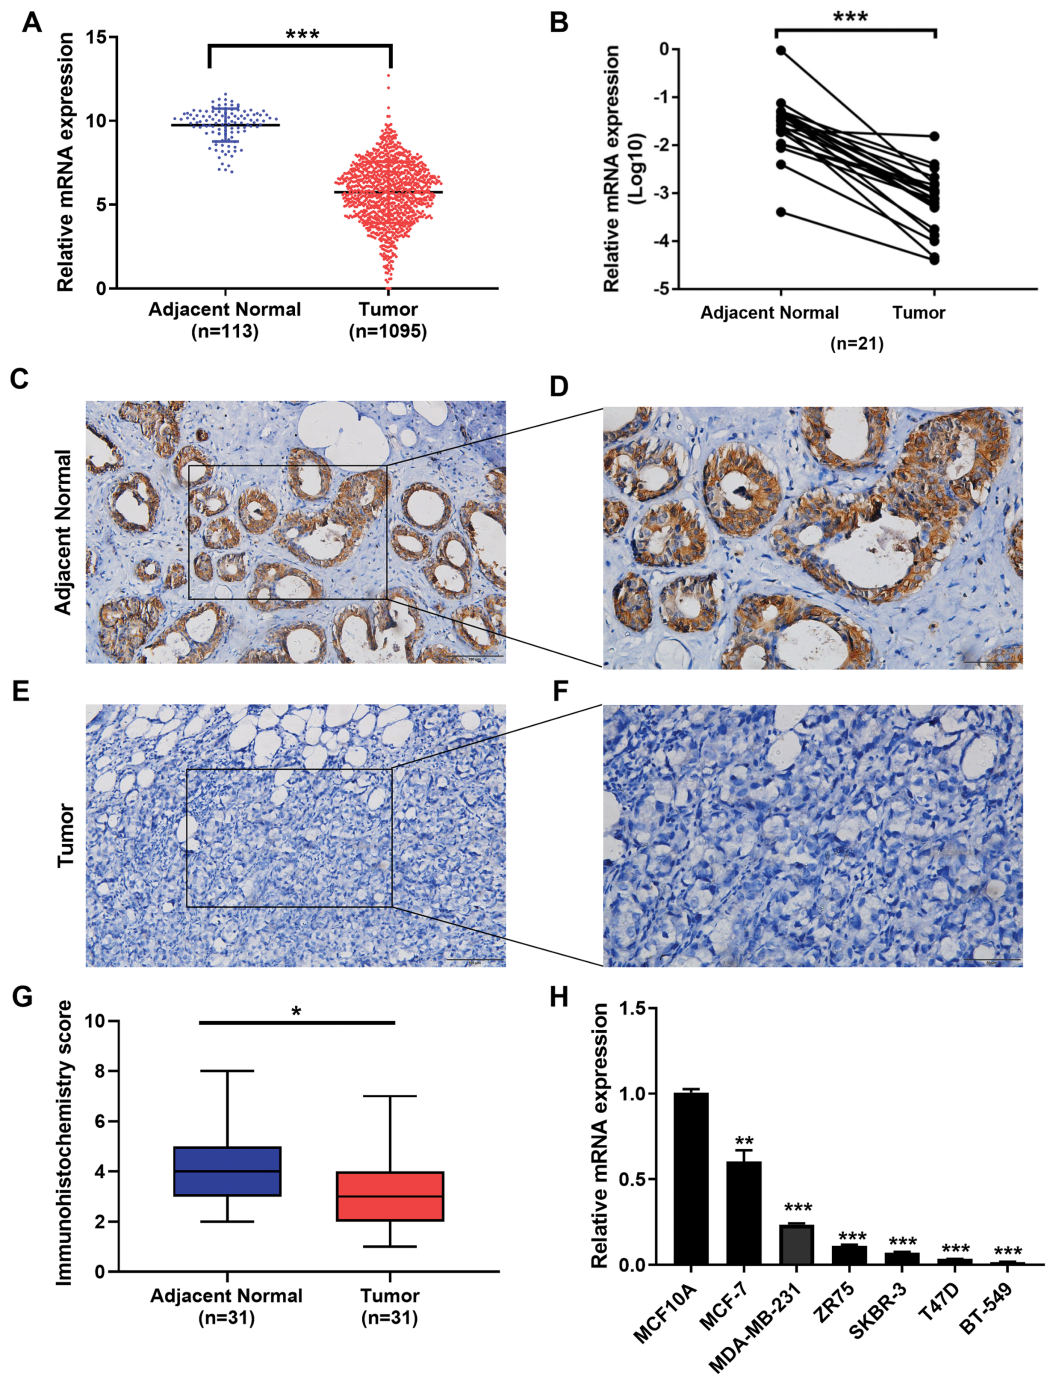 A
Relative mRNA expression
15
10
5
0
***
Adjacent Normal
(n=113)
Tumor
(n=1095)
B
Relative mRNA expression
(Log10)
0
-1
-2
-3
-4
-5
***
Adjacent Normal
Tumor
(n=21)
C
Adjacent Normal
D
E
Tumor
F
G
Immunohistochemistry score
10
8
6
4
2
0
*
Adjacent Normal
(n=31)
Tumor
(n=31)
H
Relative mRNA expression
1.5
1.0
0.5
0.0
**
***
***
***
***
***
MCF10A
MCF-7
MDA-MB-231
ZR75
SKBR-3
T47D
BT-549